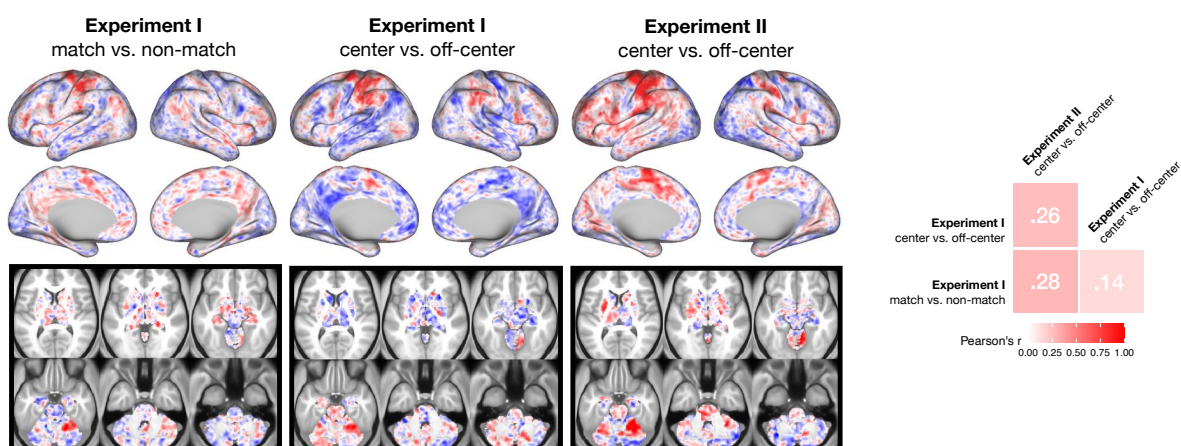 Experiment I
match vs. non-match
Experiment I
center vs. off-center
Experiment II
center vs. off-center
Experiment II
center vs. off-center
Experiment I
center vs. off-center
Experiment I
center vs. off-center
.26
Experiment I
match vs. non-match
.28 .14
Pearson's r
0.00 0.25 0.50 0.75 1.00